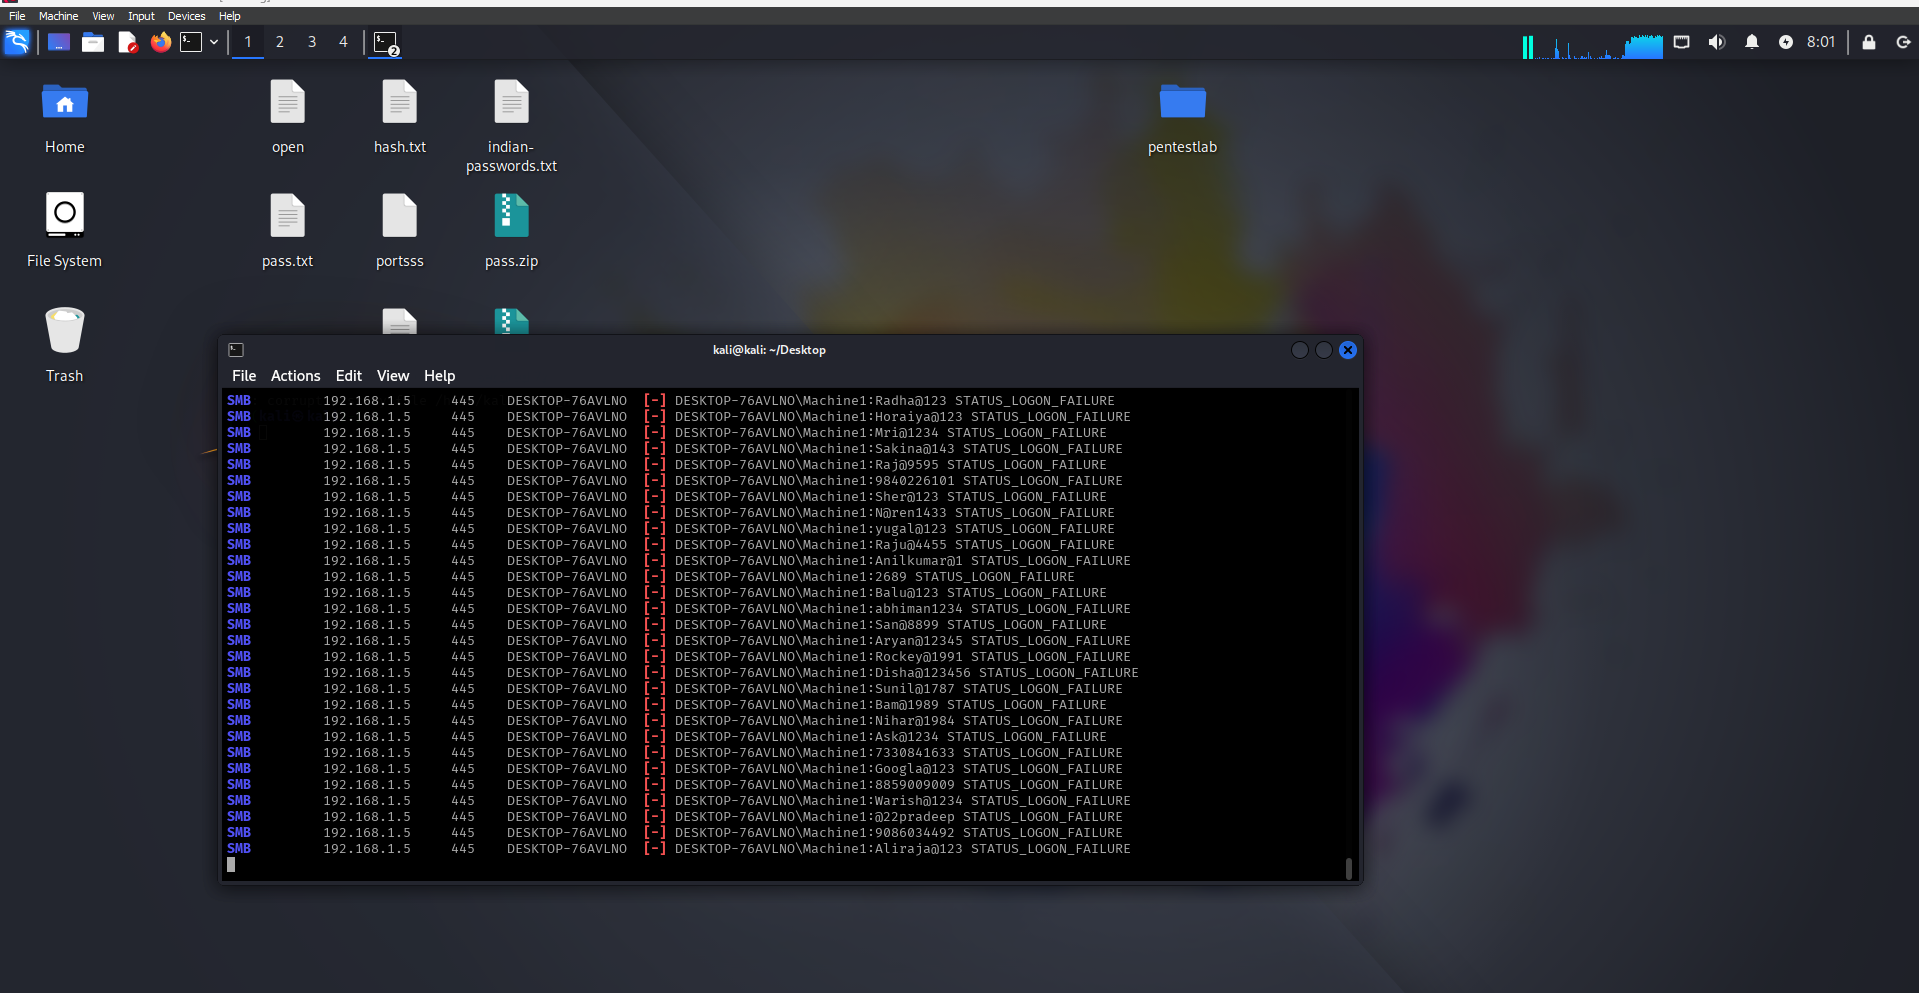 File Machine View Input Devices Help
1 2 3 4 2 8:01
Home
open
hash.txt
indian-
passwords.txt
pentestlab
File System
pass.txt
portsss
pass.zip
Trash
kali@kali: ~/Desktop
File Actions Edit View Help
SMB 192.168.1.5 445 DESKTOP-76AVLNO [-] DESKTOP-76AVLNO\Machine1:Radha@123 STATUS_LOGON_FAILURE
SMB 192.168.1.5 445 DESKTOP-76AVLNO [-] DESKTOP-76AVLNO\Machine1:Horaiya@123 STATUS_LOGON_FAILURE
SMB 192.168.1.5 445 DESKTOP-76AVLNO [-] DESKTOP-76AVLNO\Machine1:Mri@1234 STATUS_LOGON_FAILURE
SMB 192.168.1.5 445 DESKTOP-76AVLNO [-] DESKTOP-76AVLNO\Machine1:Sakina@143 STATUS_LOGON_FAILURE
SMB 192.168.1.5 445 DESKTOP-76AVLNO [-] DESKTOP-76AVLNO\Machine1:Raj@9595 STATUS_LOGON_FAILURE
SMB 192.168.1.5 445 DESKTOP-76AVLNO [-] DESKTOP-76AVLNO\Machine1:9840226101 STATUS_LOGON_FAILURE
SMB 192.168.1.5 445 DESKTOP-76AVLNO [-] DESKTOP-76AVLNO\Machine1:Sher@123 STATUS_LOGON_FAILURE
SMB 192.168.1.5 445 DESKTOP-76AVLNO [-] DESKTOP-76AVLNO\Machine1:N@ren1433 STATUS_LOGON_FAILURE
SMB 192.168.1.5 445 DESKTOP-76AVLNO [-] DESKTOP-76AVLNO\Machine1:yugal@123 STATUS_LOGON_FAILURE
SMB 192.168.1.5 445 DESKTOP-76AVLNO [-] DESKTOP-76AVLNO\Machine1:Raju@4455 STATUS_LOGON_FAILURE
SMB 192.168.1.5 445 DESKTOP-76AVLNO [-] DESKTOP-76AVLNO\Machine1:Anilkumar@1 STATUS_LOGON_FAILURE
SMB 192.168.1.5 445 DESKTOP-76AVLNO [-] DESKTOP-76AVLNO\Machine1:2689 STATUS_LOGON_FAILURE
SMB 192.168.1.5 445 DESKTOP-76AVLNO [-] DESKTOP-76AVLNO\Machine1:Balu@123 STATUS_LOGON_FAILURE
SMB 192.168.1.5 445 DESKTOP-76AVLNO [-] DESKTOP-76AVLNO\Machine1:abhiman1234 STATUS_LOGON_FAILURE
SMB 192.168.1.5 445 DESKTOP-76AVLNO [-] DESKTOP-76AVLNO\Machine1:San@8899 STATUS_LOGON_FAILURE
SMB 192.168.1.5 445 DESKTOP-76AVLNO [-] DESKTOP-76AVLNO\Machine1:Aryan@12345 STATUS_LOGON_FAILURE
SMB 192.168.1.5 445 DESKTOP-76AVLNO [-] DESKTOP-76AVLNO\Machine1:Rockey@1991 STATUS_LOGON_FAILURE
SMB 192.168.1.5 445 DESKTOP-76AVLNO [-] DESKTOP-76AVLNO\Machine1:Disha@123456 STATUS_LOGON_FAILURE
SMB 192.168.1.5 445 DESKTOP-76AVLNO [-] DESKTOP-76AVLNO\Machine1:Sunil@1787 STATUS_LOGON_FAILURE
SMB 192.168.1.5 445 DESKTOP-76AVLNO [-] DESKTOP-76AVLNO\Machine1:Bam@1989 STATUS_LOGON_FAILURE
SMB 192.168.1.5 445 DESKTOP-76AVLNO [-] DESKTOP-76AVLNO\Machine1:Nihar@1984 STATUS_LOGON_FAILURE
SMB 192.168.1.5 445 DESKTOP-76AVLNO [-] DESKTOP-76AVLNO\Machine1:Ask@1234 STATUS_LOGON_FAILURE
SMB 192.168.1.5 445 DESKTOP-76AVLNO [-] DESKTOP-76AVLNO\Machine1:7330841633 STATUS_LOGON_FAILURE
SMB 192.168.1.5 445 DESKTOP-76AVLNO [-] DESKTOP-76AVLNO\Machine1:Googla@123 STATUS_LOGON_FAILURE
SMB 192.168.1.5 445 DESKTOP-76AVLNO [-] DESKTOP-76AVLNO\Machine1:8859009009 STATUS_LOGON_FAILURE
SMB 192.168.1.5 445 DESKTOP-76AVLNO [-] DESKTOP-76AVLNO\Machine1:Warish@1234 STATUS_LOGON_FAILURE
SMB 192.168.1.5 445 DESKTOP-76AVLNO [-] DESKTOP-76AVLNO\Machine1:@22pradeep STATUS_LOGON_FAILURE
SMB 192.168.1.5 445 DESKTOP-76AVLNO [-] DESKTOP-76AVLNO\Machine1:9086034492 STATUS_LOGON_FAILURE
SMB 192.168.1.5 445 DESKTOP-76AVLNO [-] DESKTOP-76AVLNO\Machine1:Aliraja@123 STATUS_LOGON_FAILURE